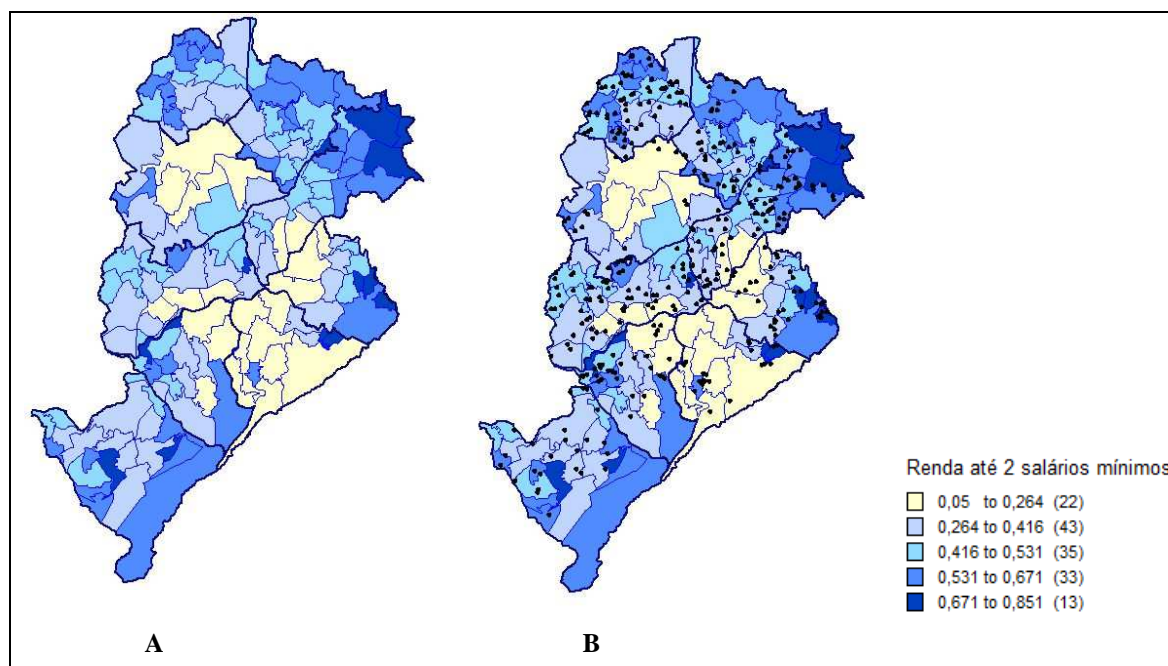 Renda até 2 salários mínimos
0,05 to 0,264 (22)
0,264 to 0,416 (43)
0,416 to 0,531 (35)
0,531 to 0,671 (33)
0,671 to 0,851 (13)
A B